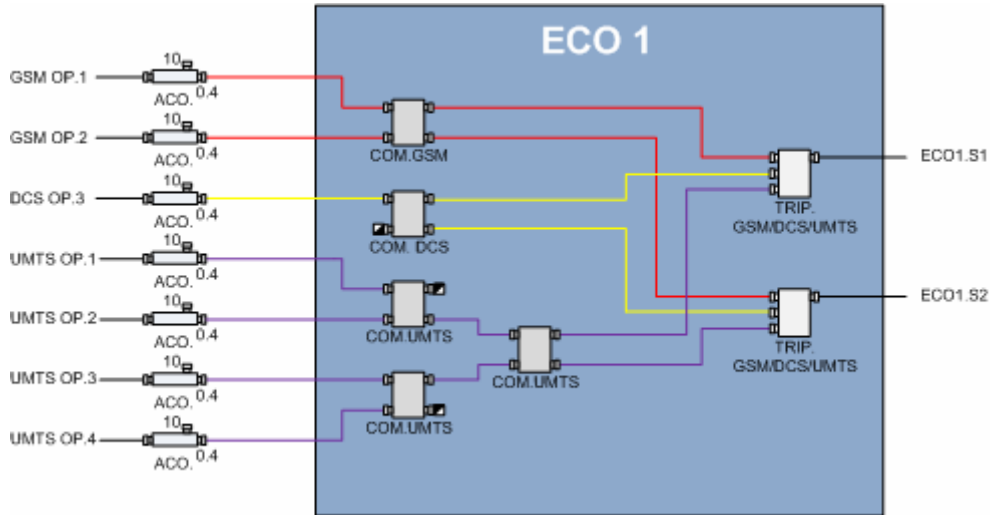 ECO 1
GSM OP.1
10
ACO.
0.4
GSM OP.2
10
ACO.
0.4
DCS OP.3
10
ACO.
0.4
UMTS OP.1
10
ACO.
0.4
UMTS OP.2
10
ACO.
0.4
UMTS OP.3
10
ACO.
0.4
UMTS OP.4
10
ACO.
0.4
COM.GSM
COM. DCS
COM.UMTS
COM.UMTS
COM.UMTS
TRIP.
GSM/DCS/UMTS
ECO1.S1
TRIP.
GSM/DCS/UMTS
ECO1.S2